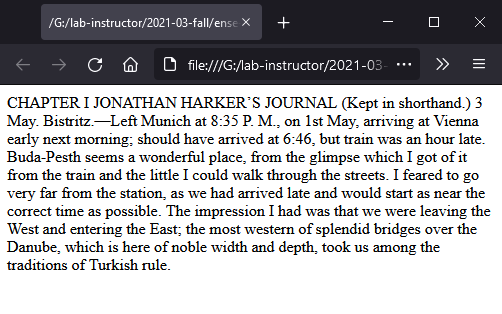 /G:/lab-instructor/2021-03-fall/ense
file:///G:/lab-instructor/2021-03-
CHAPTER I JONATHAN HARKER’S JOURNAL (Kept in shorthand.) 3
May. Bistritz.—Left Munich at 8:35 P. M., on 1st May, arriving at Vienna
early next morning; should have arrived at 6:46, but train was an hour late.
Buda-Pesth seems a wonderful place, from the glimpse which I got of it
from the train and the little I could walk through the streets. I feared to go
very far from the station, as we had arrived late and would start as near the
correct time as possible. The impression I had was that we were leaving the
West and entering the East; the most western of splendid bridges over the
Danube, which is here of noble width and depth, took us among the
traditions of Turkish rule.